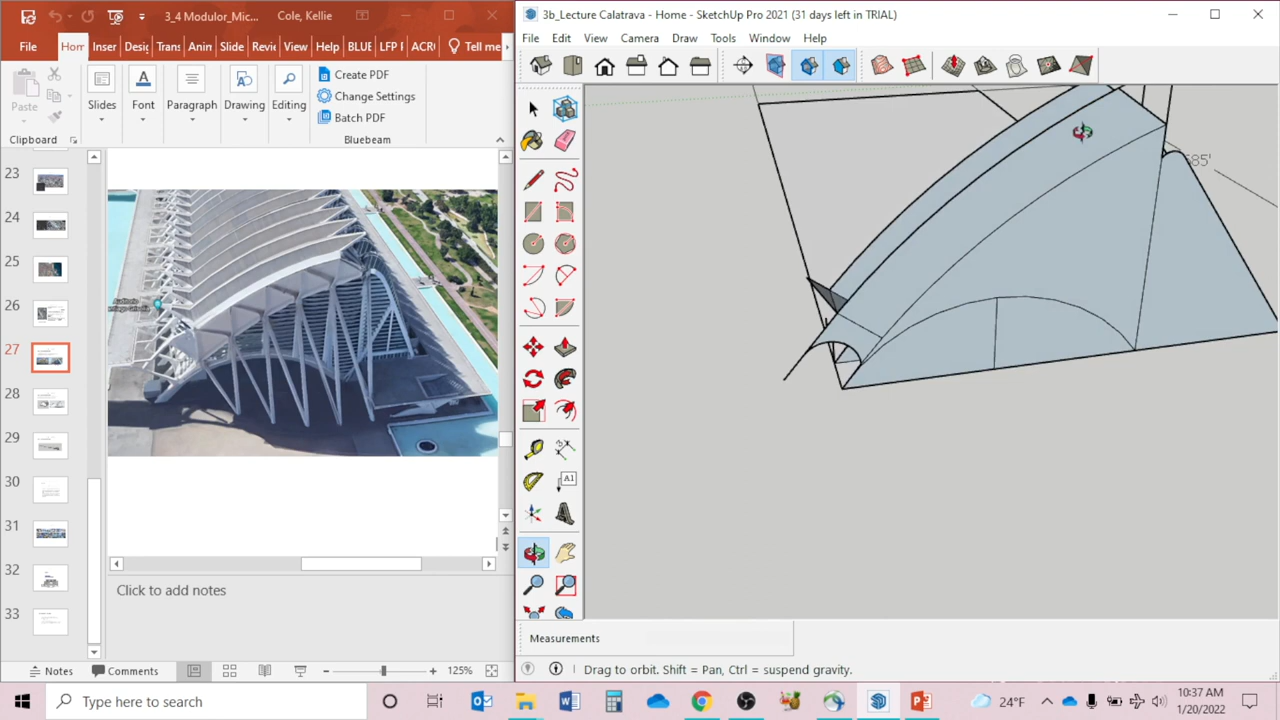 3_4 Modulor_Mic...
Cole, Kellie
File
Hom
Inser
Desig
Trans
Anin
Slide
Revie
View
Help
BLUE
LFP I
ACR
Tell me
Paste
Slides
Font
Paragraph
Drawing
Editing
Create PDF
Change Settings
Batch PDF
Clipboard
Bluebeam
23
24
25
26
27
28
29
30
31
32
33
Click to add notes
Notes
Comments
125%
3b_Lecture Calatrava - Home - SketchUp Pro 2021 (31 days left in TRIAL)
File
Edit
View
Camera
Draw
Tools
Window
Help
A1
Measurements
Drag to orbit. Shift = Pan, Ctrl = suspend gravity.
Type here to search
24°F
10:37 AM
1/20/2022